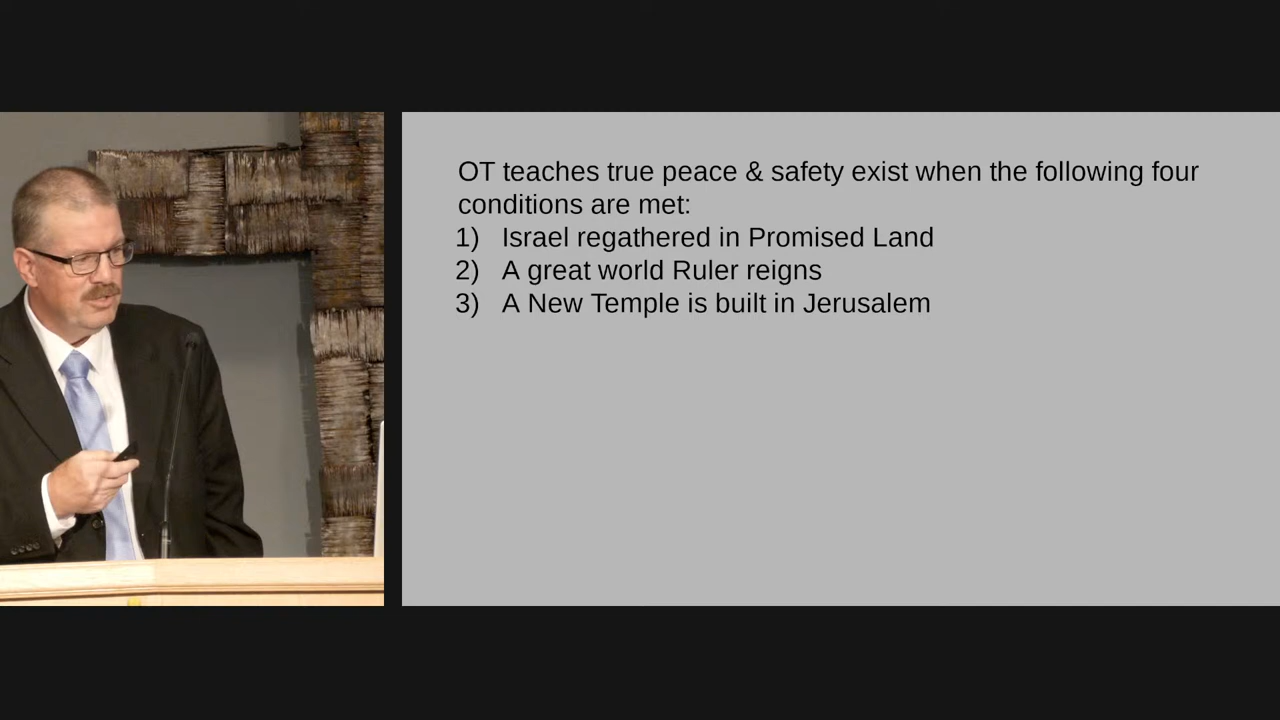 OT teaches true peace & safety exist when the following four
conditions are met:
1) Israel regathered in Promised Land
2) A great world Ruler reigns
3) A New Temple is built in Jerusalem